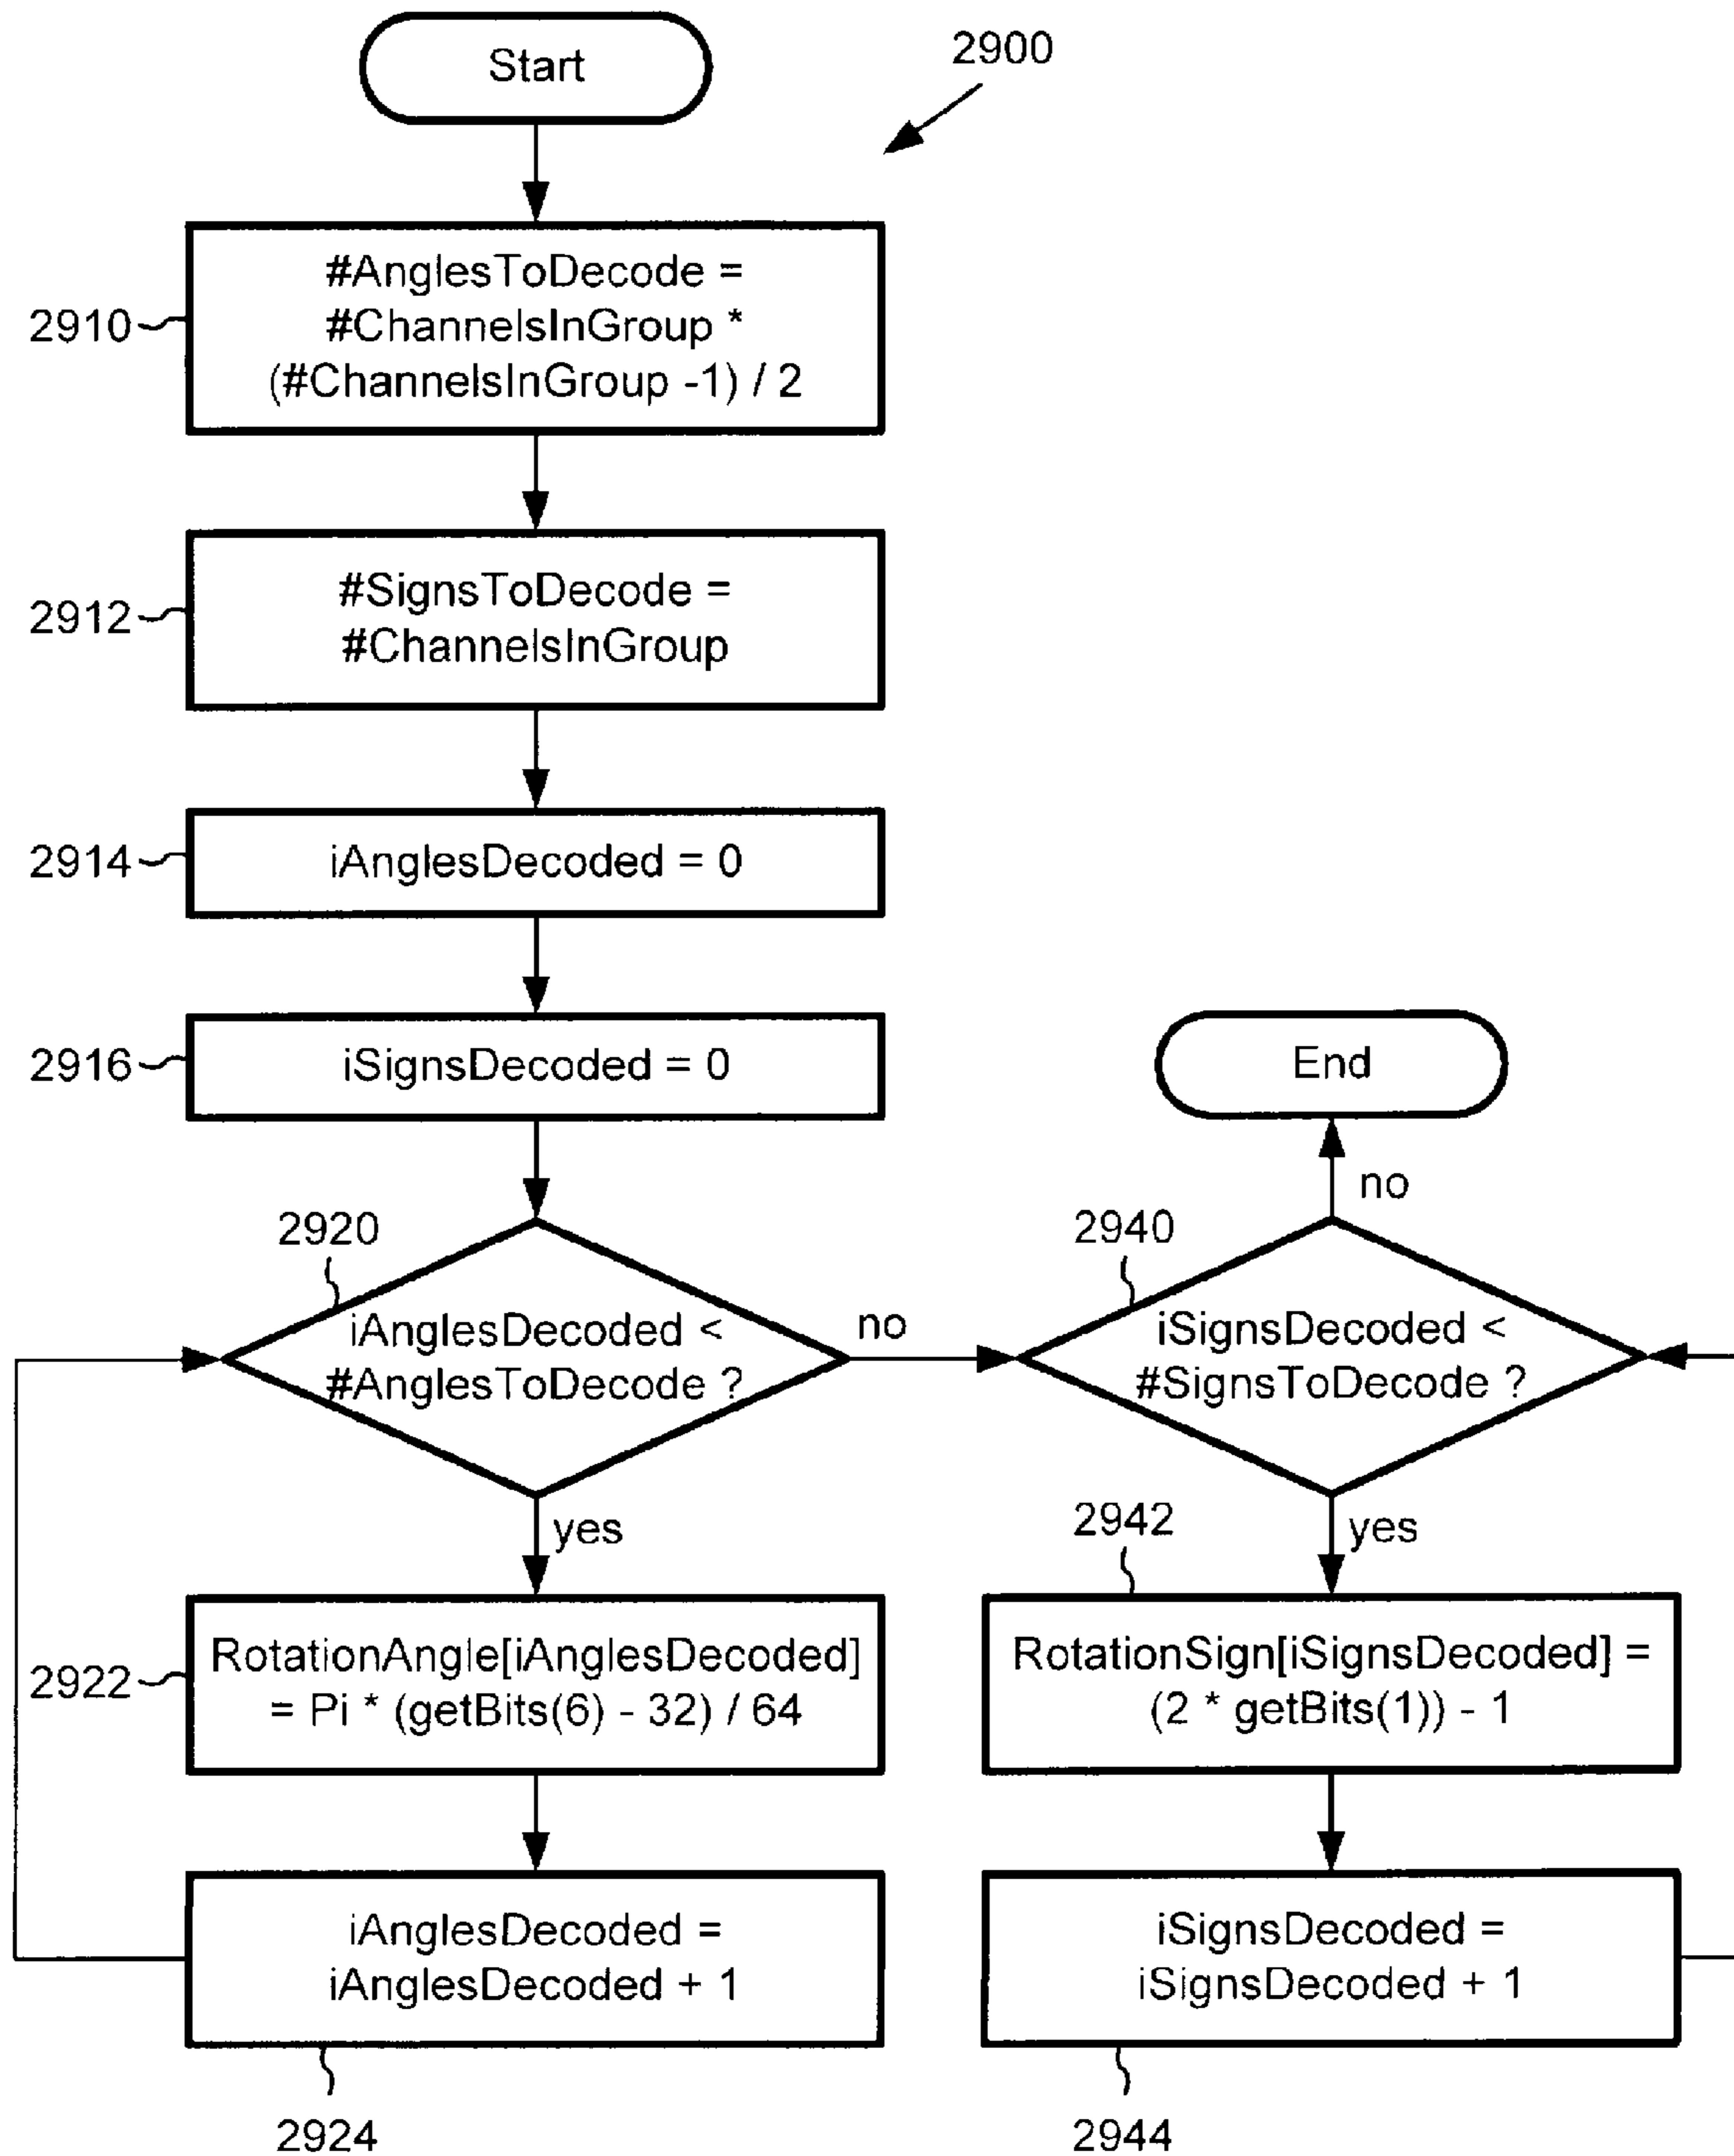 Start
2900
2910
#AnglesToDecode =
#ChannelsInGroup *
(#ChannelsInGroup -1) / 2
2912
#SignsToDecode =
#ChannelsInGroup
2914
iAnglesDecoded = 0
2916
iSignsDecoded = 0
End
no
2920
iAnglesDecoded <
#AnglesToDecode ?
no
2940
iSignsDecoded <
#SignsToDecode ?
yes
2942
yes
2922
RotationAngle[iAnglesDecoded]
= Pi * (getBits(6) - 32) / 64
RotationSign[iSignsDecoded] =
(2 * getBits(1)) - 1
iAnglesDecoded =
iAnglesDecoded + 1
iSignsDecoded =
iSignsDecoded + 1
2924
2944